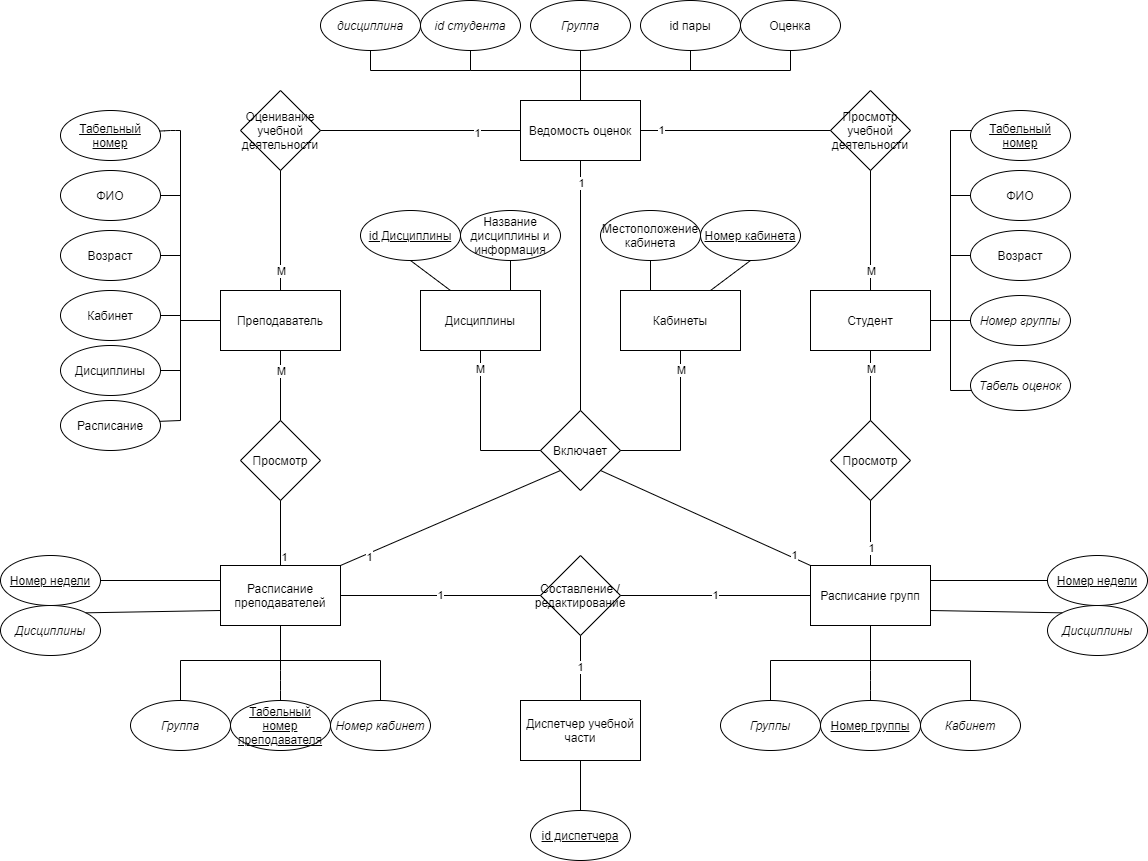 дисциплина
id студента
Группа
id пары
Оценка
Оценивание
учебной
деятельности
1
Ведомость оценок
1
Просмотр
учебной
деятельности
Табельный
номер
Табельный
номер
1
ФИО
ФИО
id Дисциплины
Название
дисциплины и
информация
Местоположение
кабинета
Номер кабинета
Возраст
Возраст
М
М
Кабинет
Преподаватель
Дисциплины
Кабинеты
Студент
Номер группы
Дисциплины
М
М
М
М
Табель оценок
Расписание
Просмотр
Включает
Просмотр
1
1
1
1
Номер недели
Расписание
преподавателей
1
Составление /
редактирование
1
Расписание групп
Номер недели
Дисциплины
Дисциплины
1
Группа
Табельный
номер
преподавателя
Номер кабинет
Диспетчер учебной
части
Группы
Номер группы
Кабинет
id диспетчера